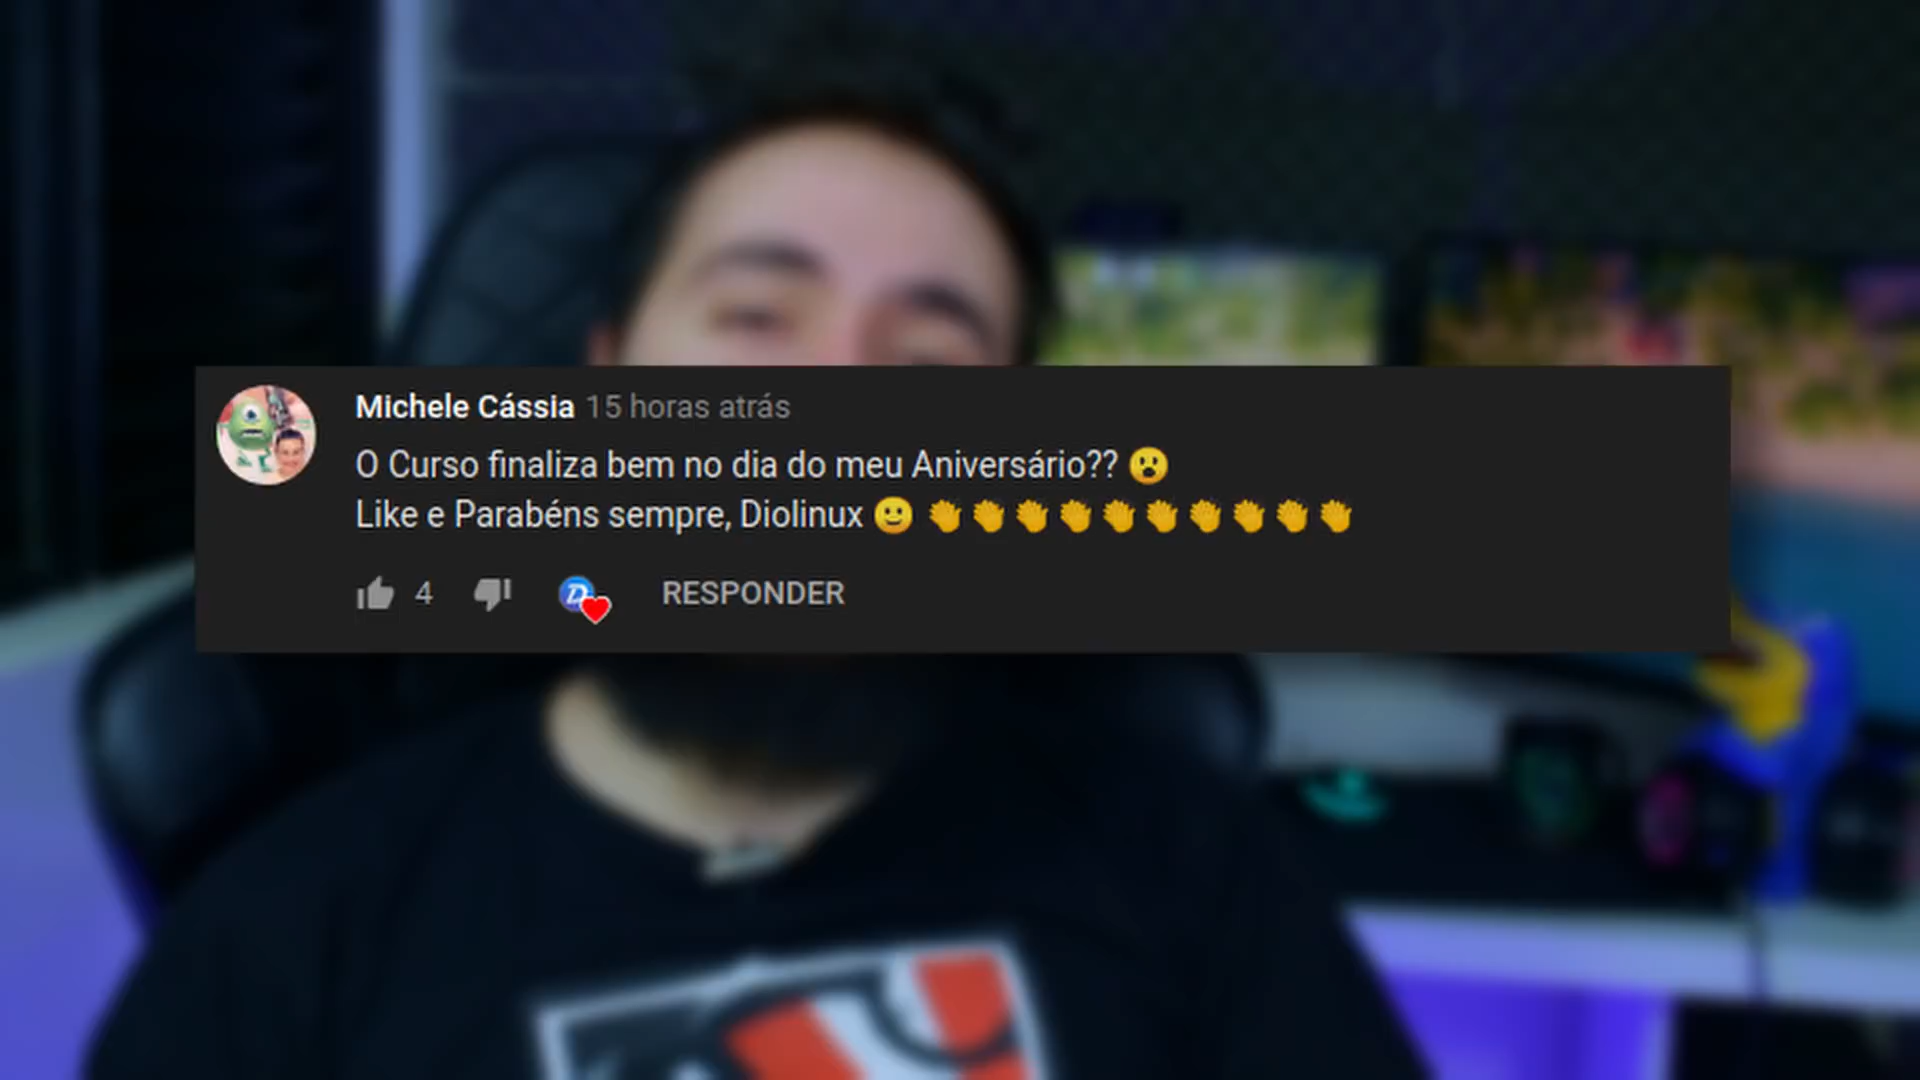 Michele Cássia 15 horas atrás
O Curso finaliza bem no dia do meu Aniversário?? 😮
Like e Parabéns sempre, Diolinux 😀 👏👏👏👏👏👏👏👏👏👏
4 D RESPONDER